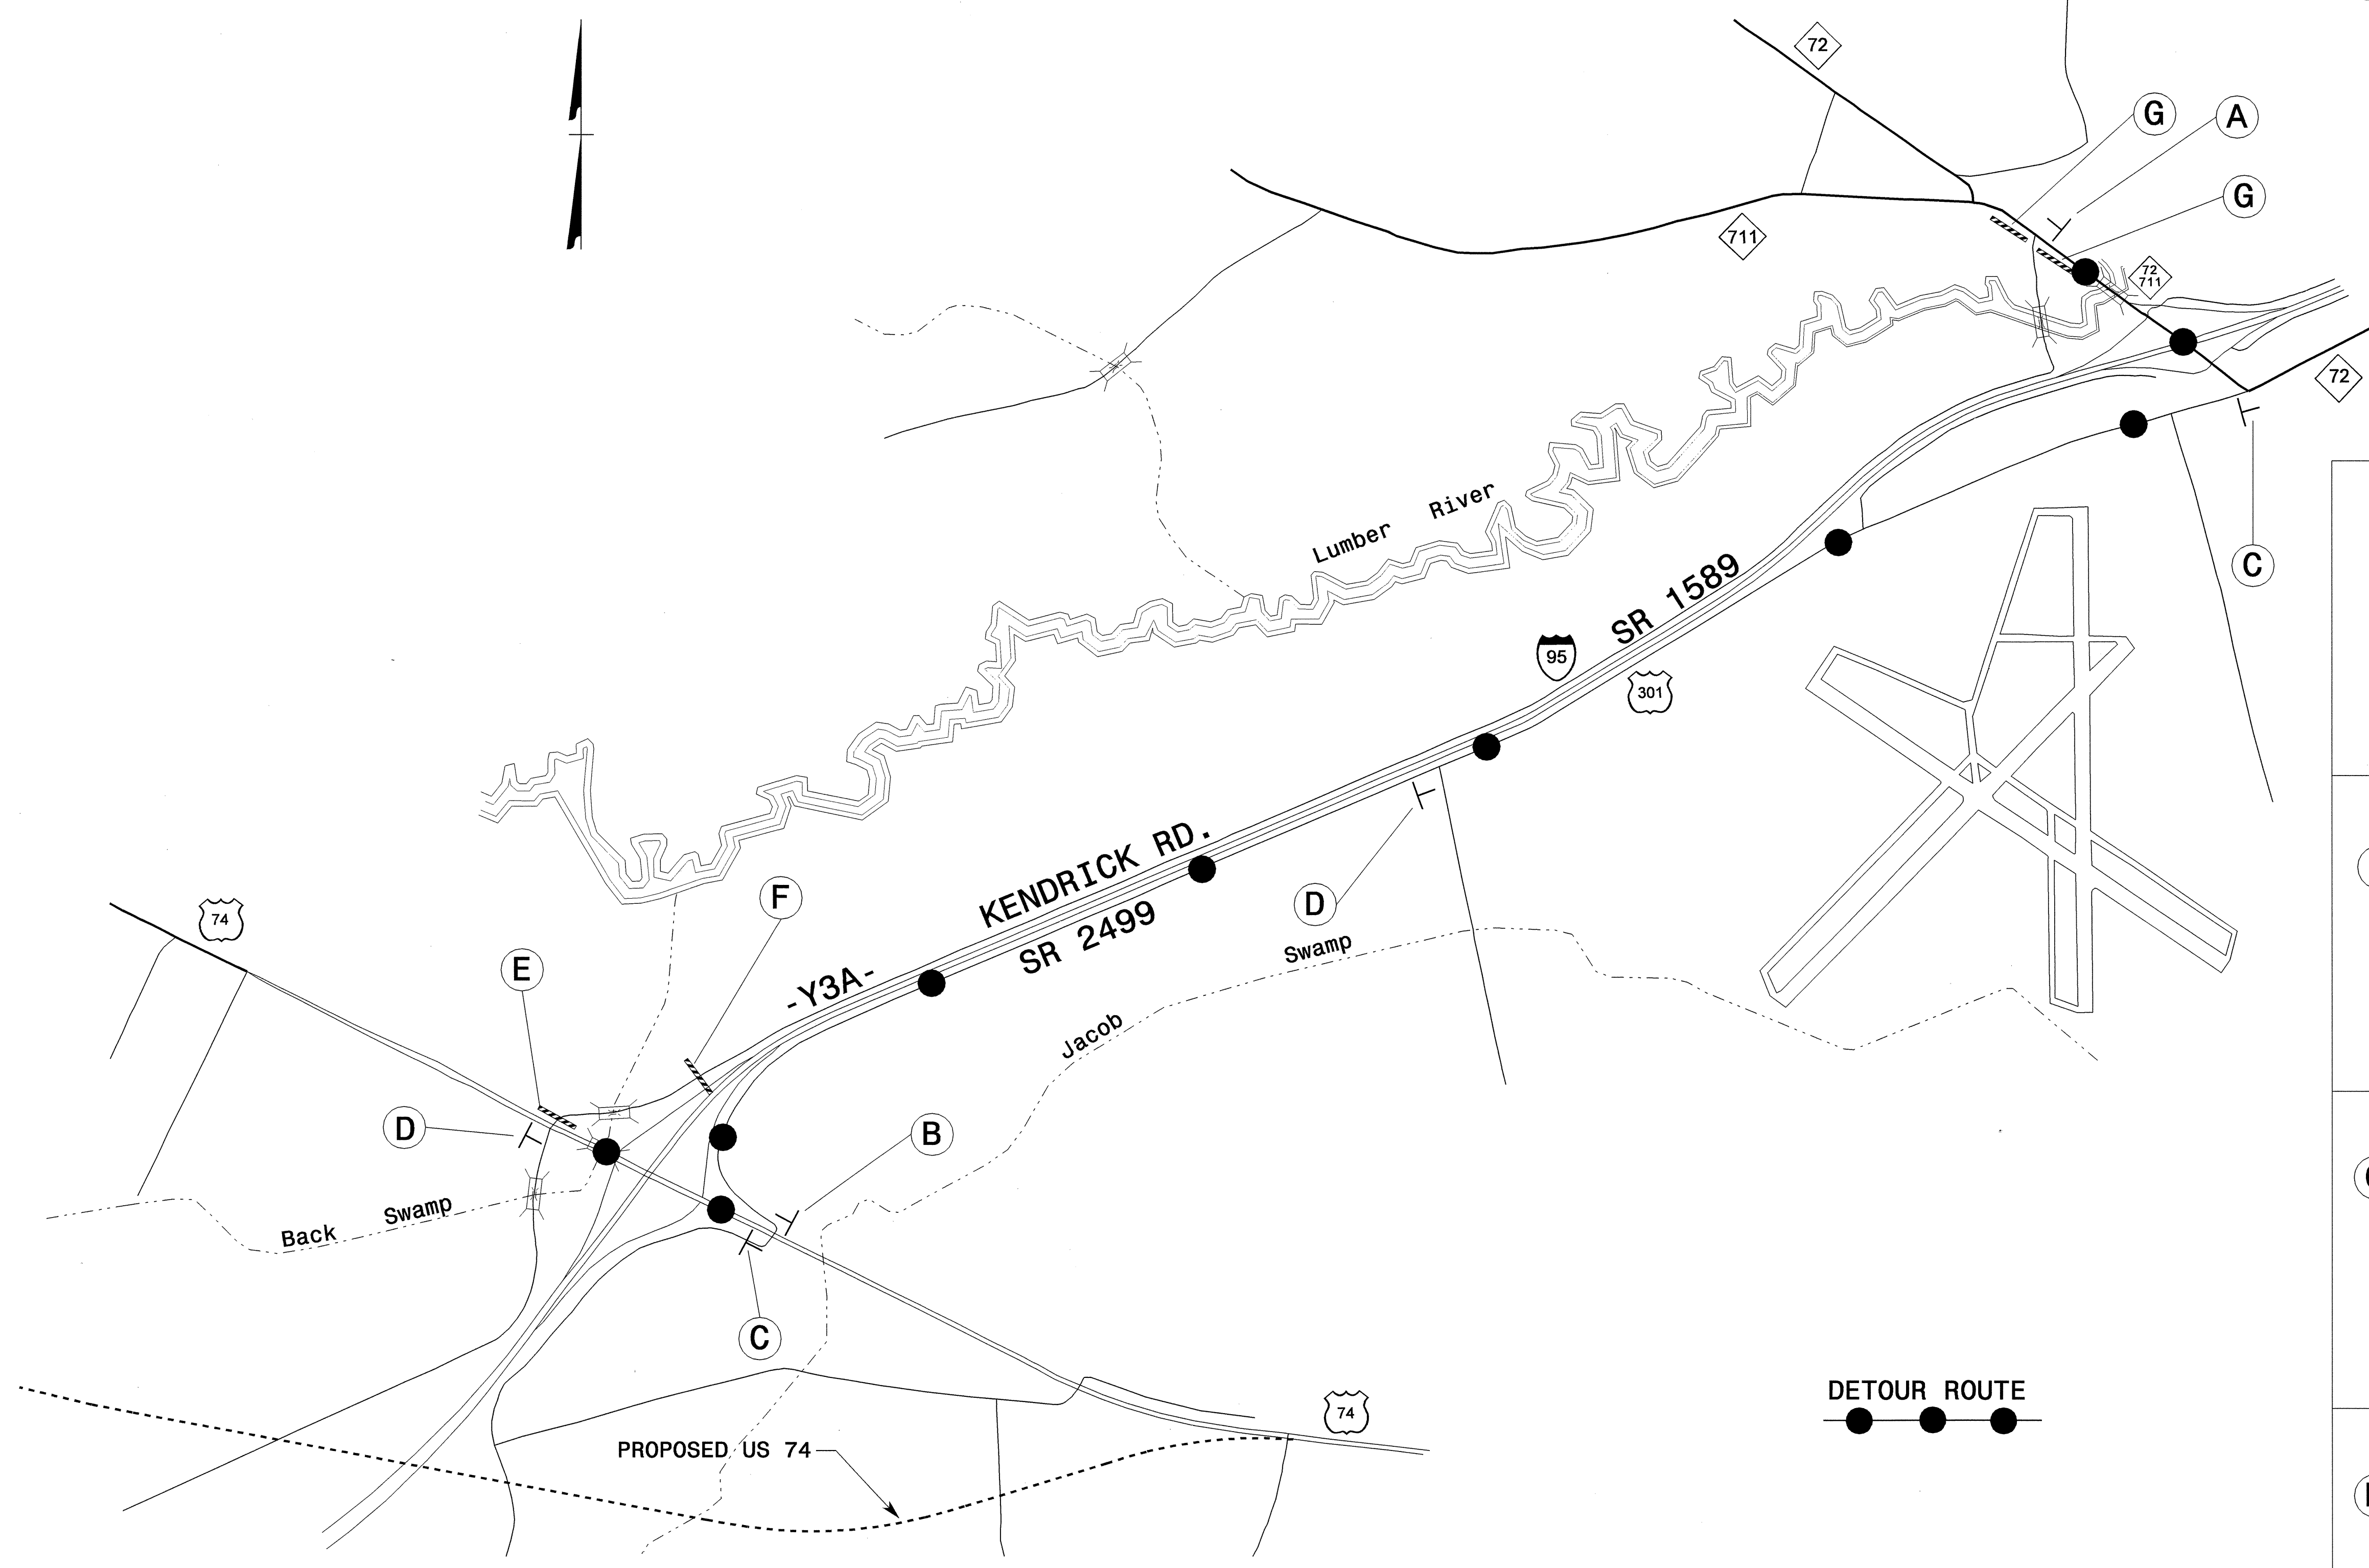 72
G
A
G
711
72
711
72
C
Lumber River
SR 1589
95
301
KENDRICK RD.
SR 2499
D
Swamp
Jacob
-Y3A-
F
74
E
D
B
Back Swamp
C
74
PROPOSED US 74
DETOUR ROUTE